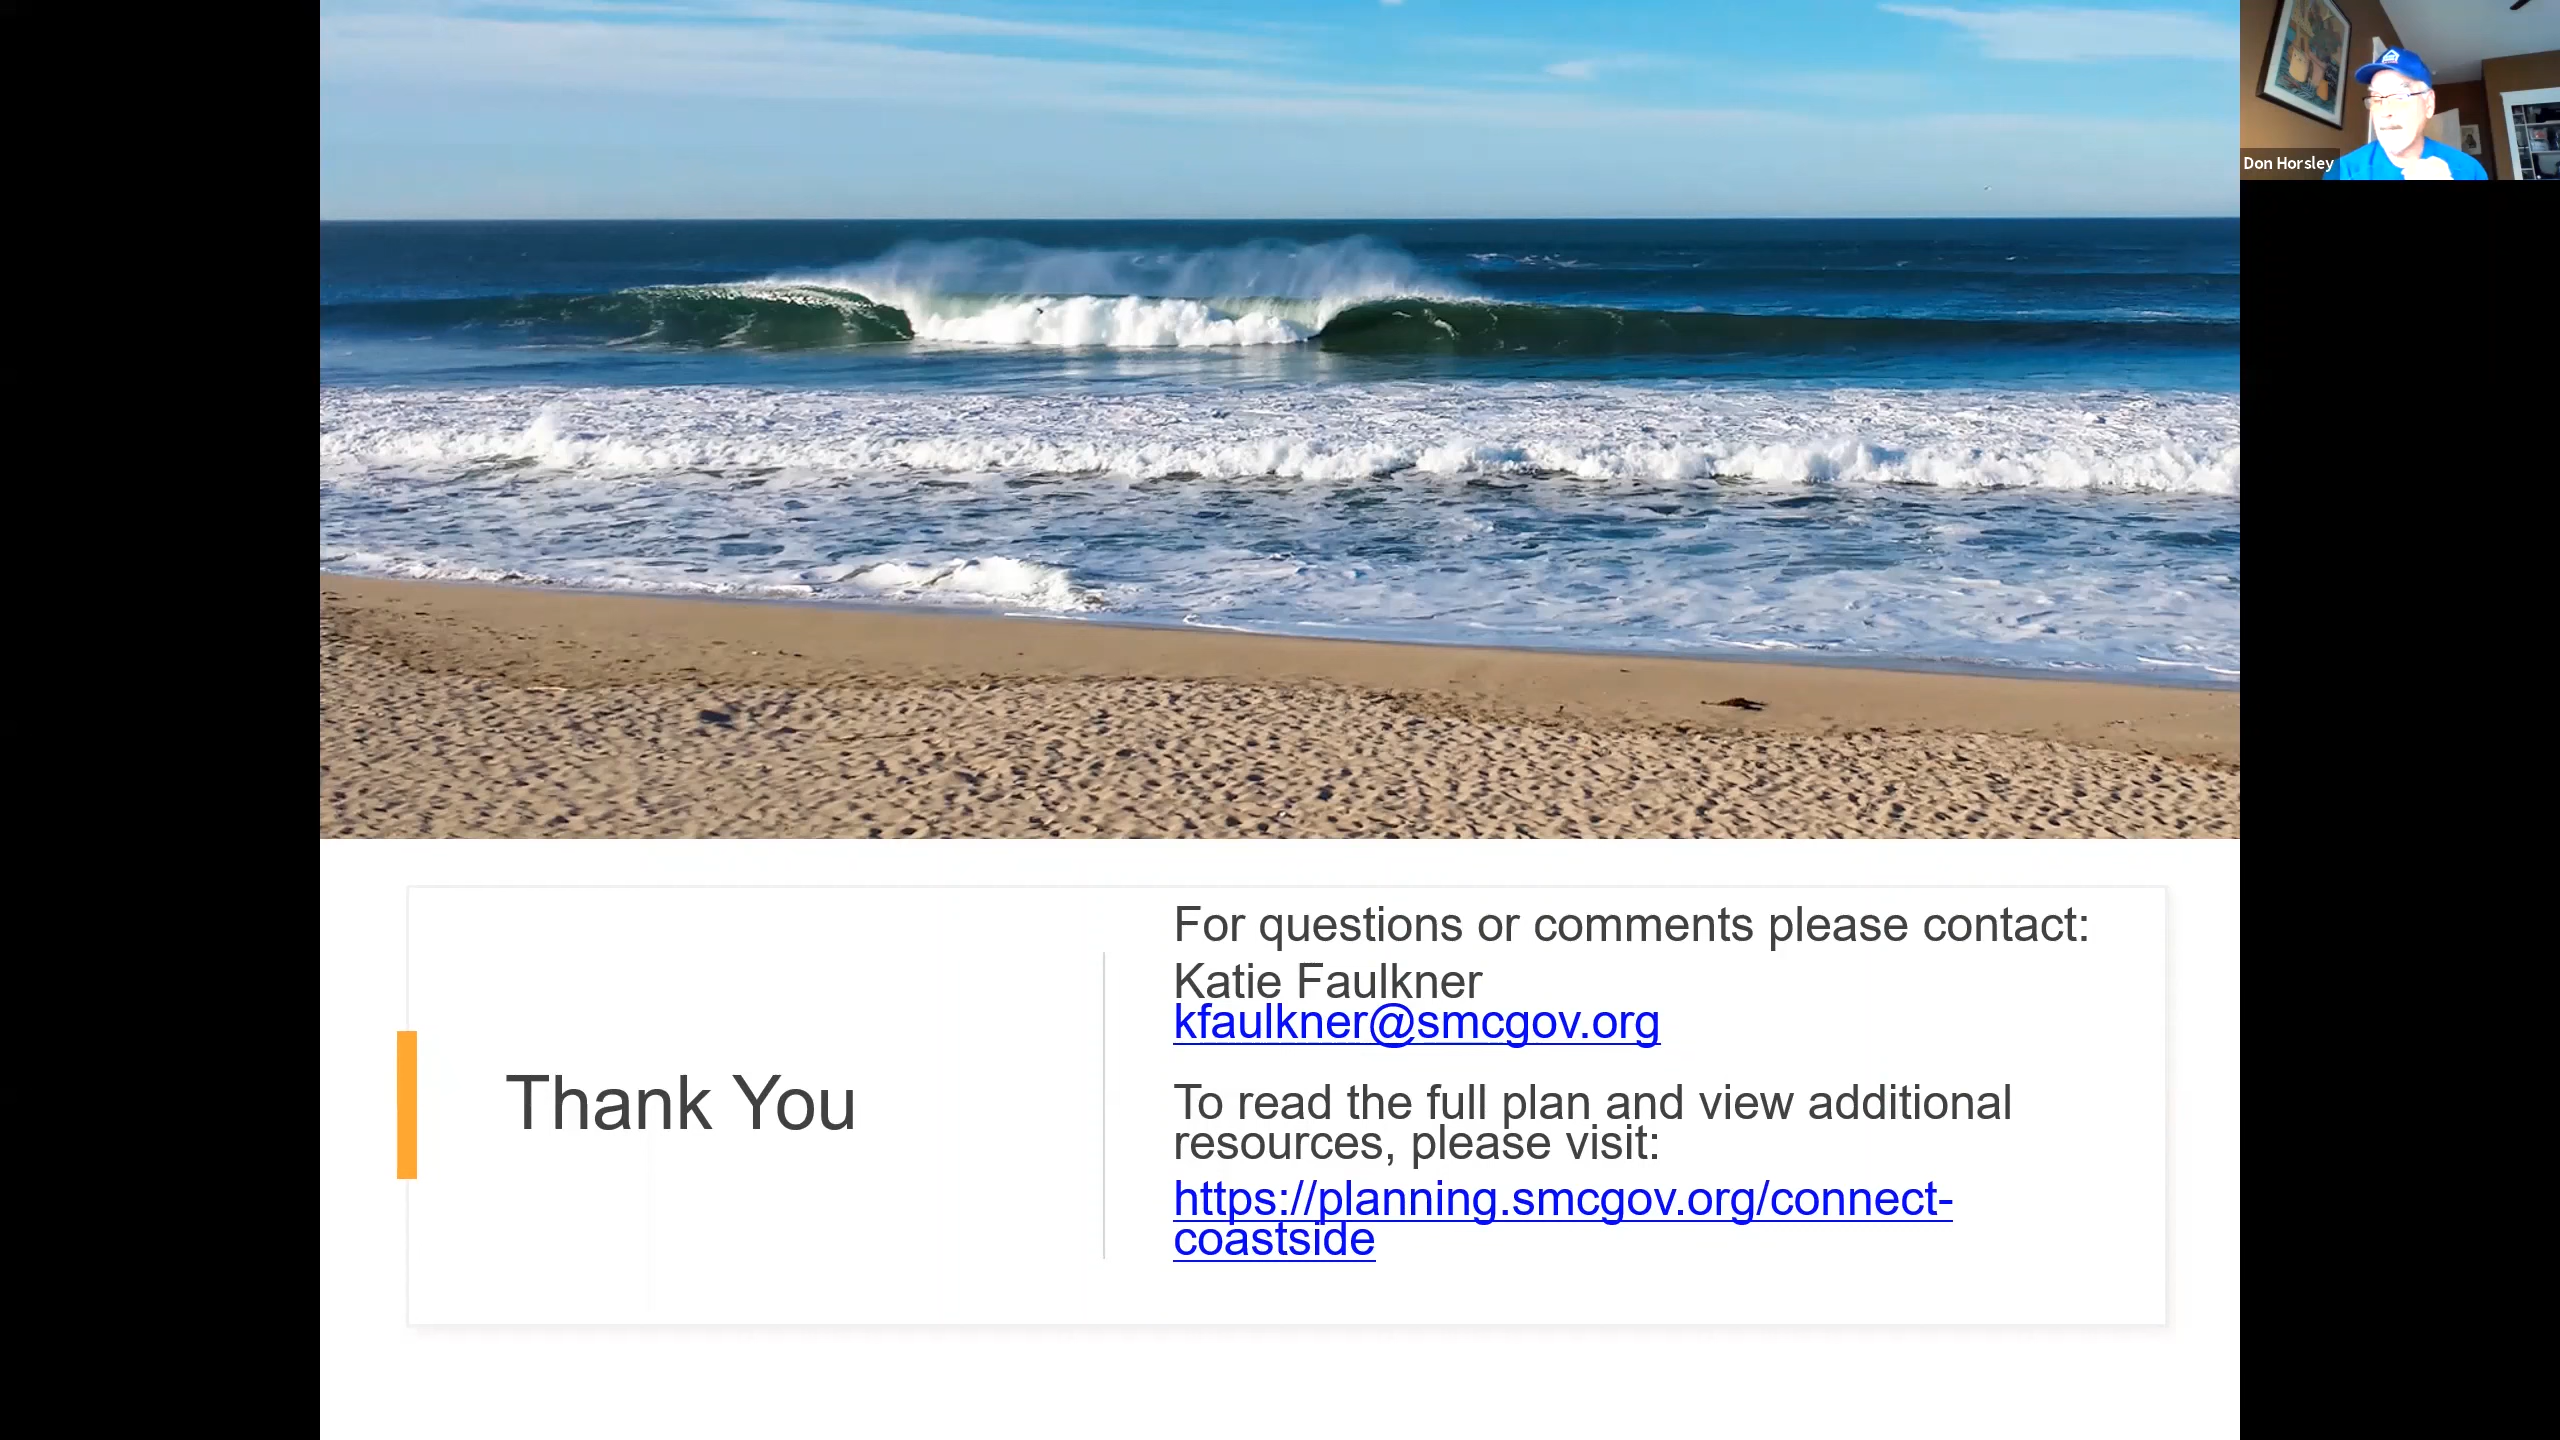 Don Horsley
For questions or comments please contact:
Katie Faulkner
kfaulkner@smcgov.org
Thank You
To read the full plan and view additional
resources, please visit:
https://planning.smcgov.org/connect-
coastside